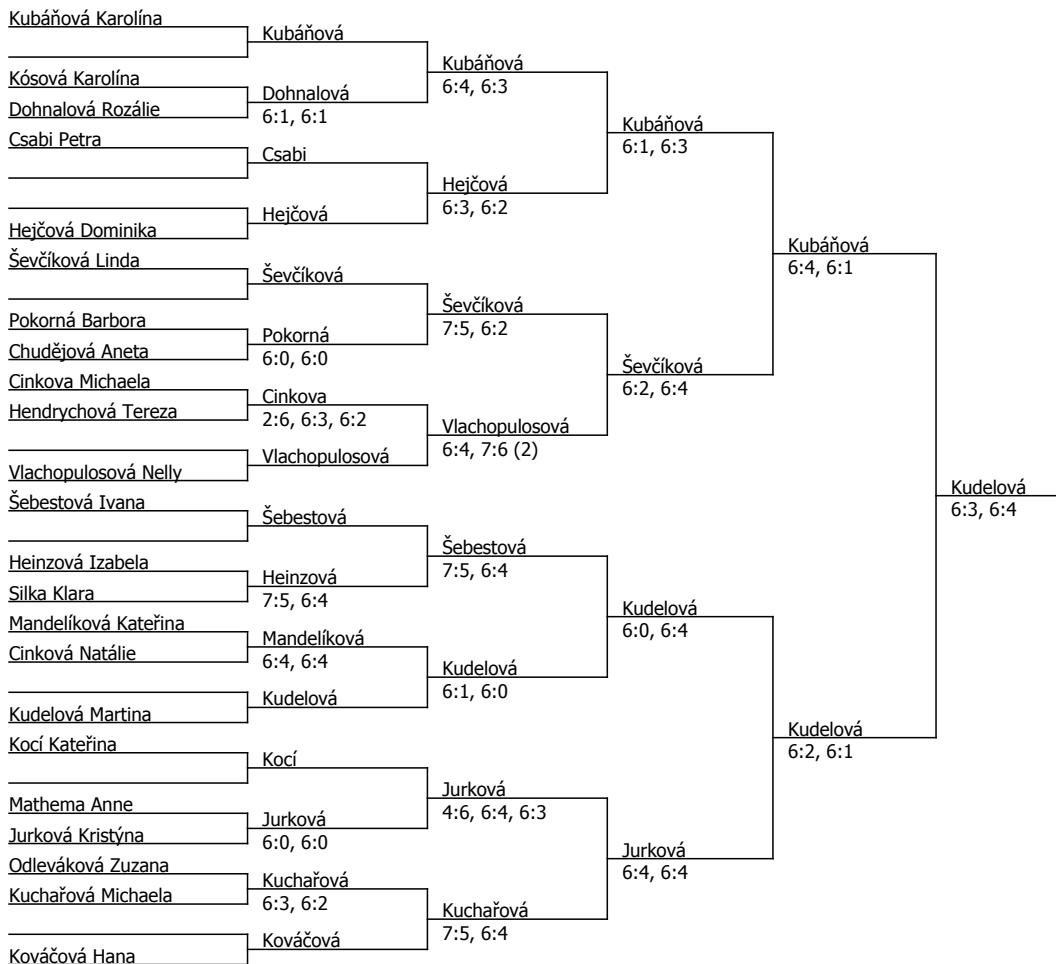 Kubáňová Karolína
Kósová Karolína
Dohnalová Rozálie
Csabi Petra
Hejčová Dominika
Ševčíková Linda
Pokorná Barbora
Chudějová Aneta
Cinkova Michaela
Hendrychová Tereza
Vlachopulosová Nelly
Šebestová Ivana
Heinzová Izabela
Silka Klara
Mandelíková Kateřina
Cinková Natálie
Kudelová Martina
Kocí Kateřina
Mathema Anne
Jurková Kristýna
Odleváková Zuzana
Kuchařová Michaela
Kováčová Hana
Kubáňová
Dohnalová
6:1, 6:1
Csabi
Hejčová
Ševčíková
Pokorná
6:0, 6:0
Cinkova
2:6, 6:3, 6:2
Vlachopulosová
Šebestová
Heinzová
7:5, 6:4
Mandelíková
6:4, 6:4
Kudelová
Kocí
Jurková
6:0, 6:0
Kuchařová
6:3, 6:2
Kováčová
Kubáňová
6:4, 6:3
Hejčová
6:3, 6:2
Ševčíková
7:5, 6:2
Vlachopulosová
6:4, 7:6 (2)
Šebestová
7:5, 6:4
Kudelová
6:1, 6:0
Jurková
4:6, 6:4, 6:3
Kuchařová
7:5, 6:4
Kubáňová
6:1, 6:3
Ševčíková
6:2, 6:4
Kudelová
6:0, 6:4
Jurková
6:4, 6:4
Kubáňová
6:4, 6:1
Kudelová
6:2, 6:1
Kudelová
6:3, 6:4